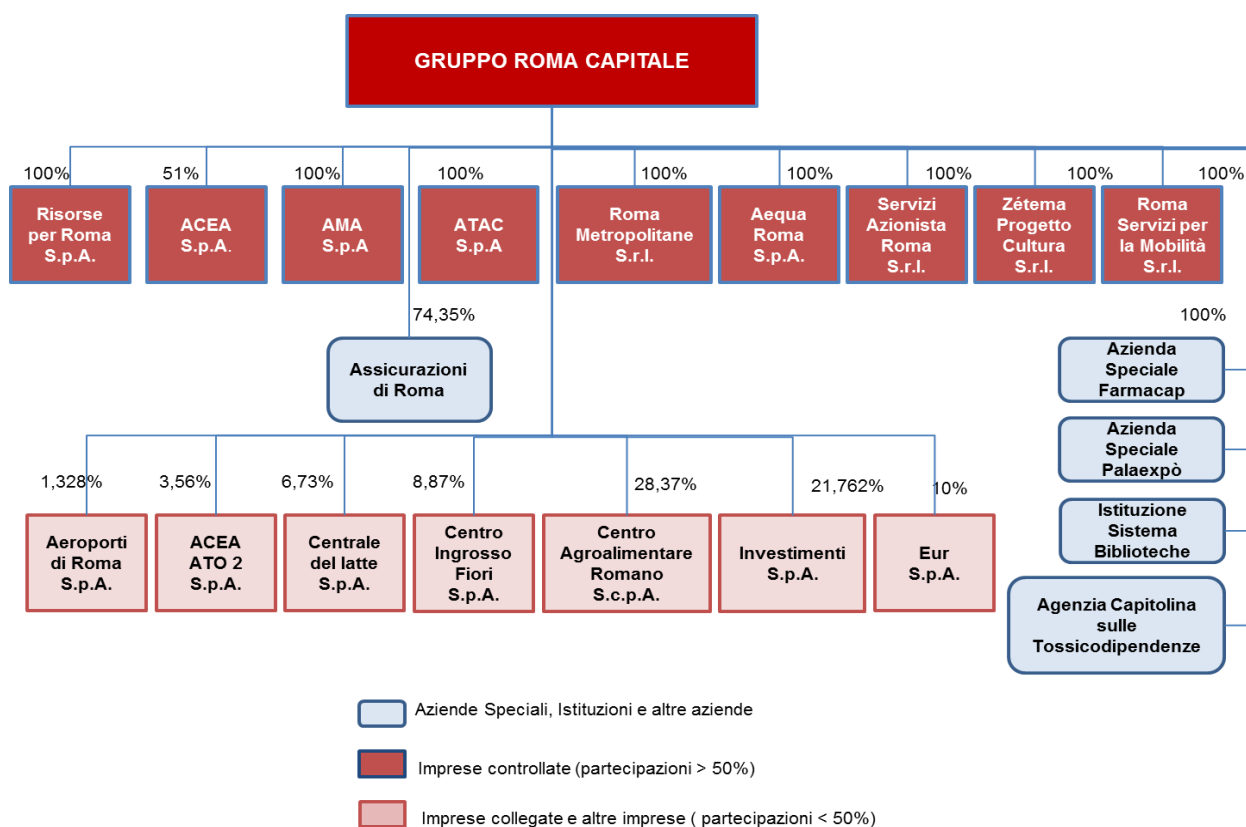 GRUPPO ROMA CAPITALE
100%
51%
100%
100%
100%
100%
100%
100%
100%
Risorse
per Roma
S.p.A.
ACEA
S.p.A.
AMA
S.p.A
ATAC
S.p.A
Roma
Metropolitane
S.r.l.
Aequa
Roma
S.p.A.
Servizi
Azionista
Roma
S.r.l.
Zétema
Progetto
Cultura
S.r.l.
Roma
Servizi per
la Mobilità
S.r.l.
74,35%
100%
Assicurazioni
di Roma
Azienda
Speciale
Farmacap
Azienda
Speciale
Palaexpò
Istituzione
Sistema
Biblioteche
Agenzia Capitolina
sulle
Tossicodipendenze
1,328%
3,56%
6,73%
8,87%
28,37%
21,762%
10%
Aeroporti
di Roma
S.p.A.
ACEA
ATO 2
S.p.A.
Centrale
del latte
S.p.A.
Centro
Ingrosso
Fiori
S.p.A.
Centro
Agroalimentare
Romano
S.c.p.A.
Investimenti
S.p.A.
Eur
S.p.A.
Aziende Speciali, Istituzioni e altre aziende
Imprese controllate (partecipazioni > 50%)
Imprese collegate e altre imprese ( partecipazioni < 50%)